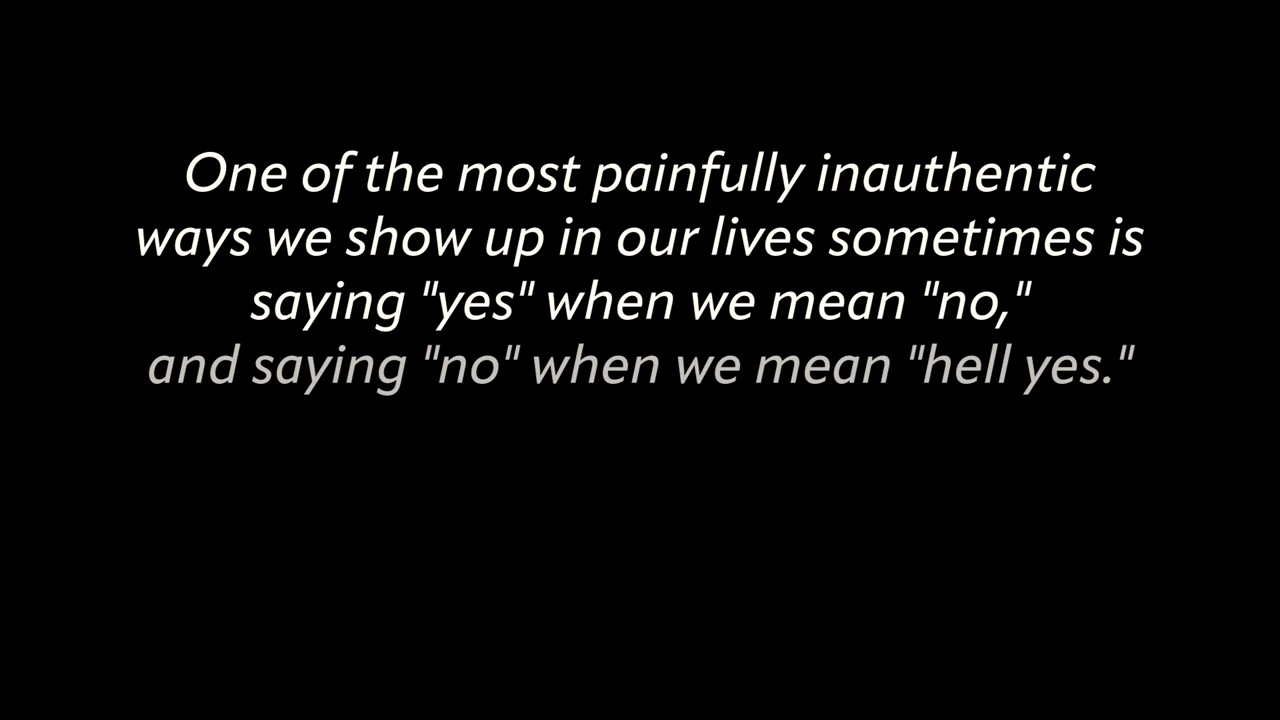 One of the most painfully inauthentic
ways we show up in our lives sometimes is
saying "yes" when we mean "no,"
and saying "no" when we mean "hell yes."